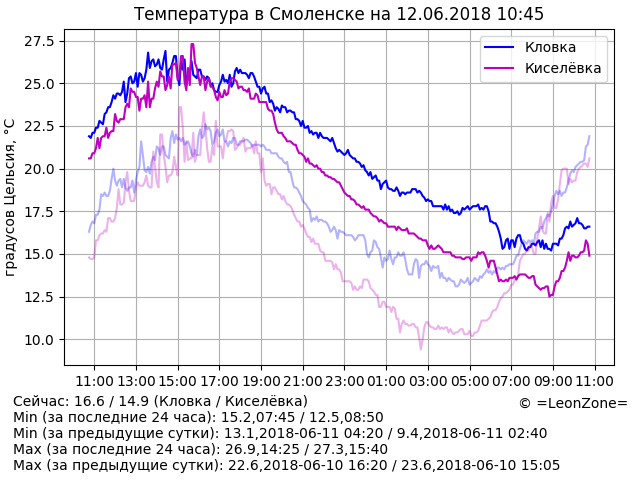 Температура в Смоленске на 12.06.2018 10:45
Кловка
Киселёвка
градусов Цельсия, °C
27.5
25.0
22.5
20.0
17.5
15.0
12.5
10.0
11:00 13:00 15:00 17:00 19:00 21:00 23:00 01:00 03:00 05:00 07:00 09:00 11:00
Сейчас: 16.6 / 14.9 (Кловка / Киселёвка)
© =LeonZone=
Min (за последние 24 часа): 15.2,07:45 / 12.5,08:50
Min (за предыдущие сутки): 13.1,2018-06-11 04:20 / 9.4,2018-06-11 02:40
Max (за последние 24 часа): 26.9,14:25 / 27.3,15:40
Max (за предыдущие сутки): 22.6,2018-06-10 16:20 / 23.6,2018-06-10 15:05